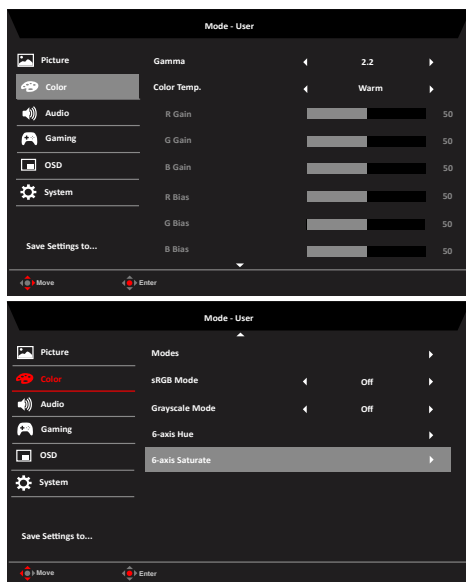 Mode - User
Picture
Gamma 2.2
Color
Color Temp. Warm
Audio
R Gain 50
Gaming
G Gain 50
OSD
B Gain 50
System
R Bias 50
G Bias 50
Save Settings to...
B Bias 50
Move Enter
Mode - User
Picture
Modes
Color
sRGB Mode Off
Audio
Grayscale Mode Off
Gaming
6-axis Hue
OSD
6-axis Saturate
System
Save Settings to...
Move Enter